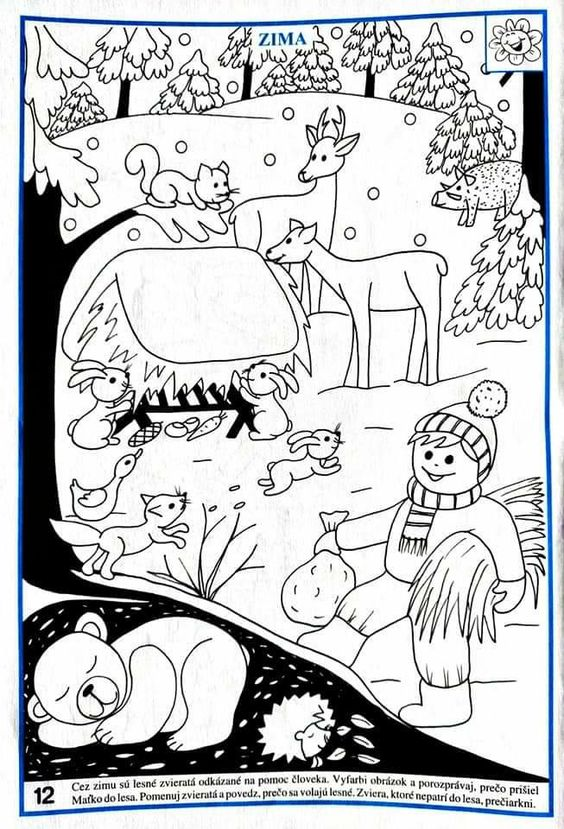 ZIMA
Cez zimu sú lesné zvieratá odkázané na pomoc človeka. Vyfarbi obrázok a porozprávaj, prečo prišiel
Maťko do lesa. Pomenuj zvieratá a povedz, prečo sa volajú lesné. Zviera, ktoré nepatrí do lesa, prečiarkni.
12